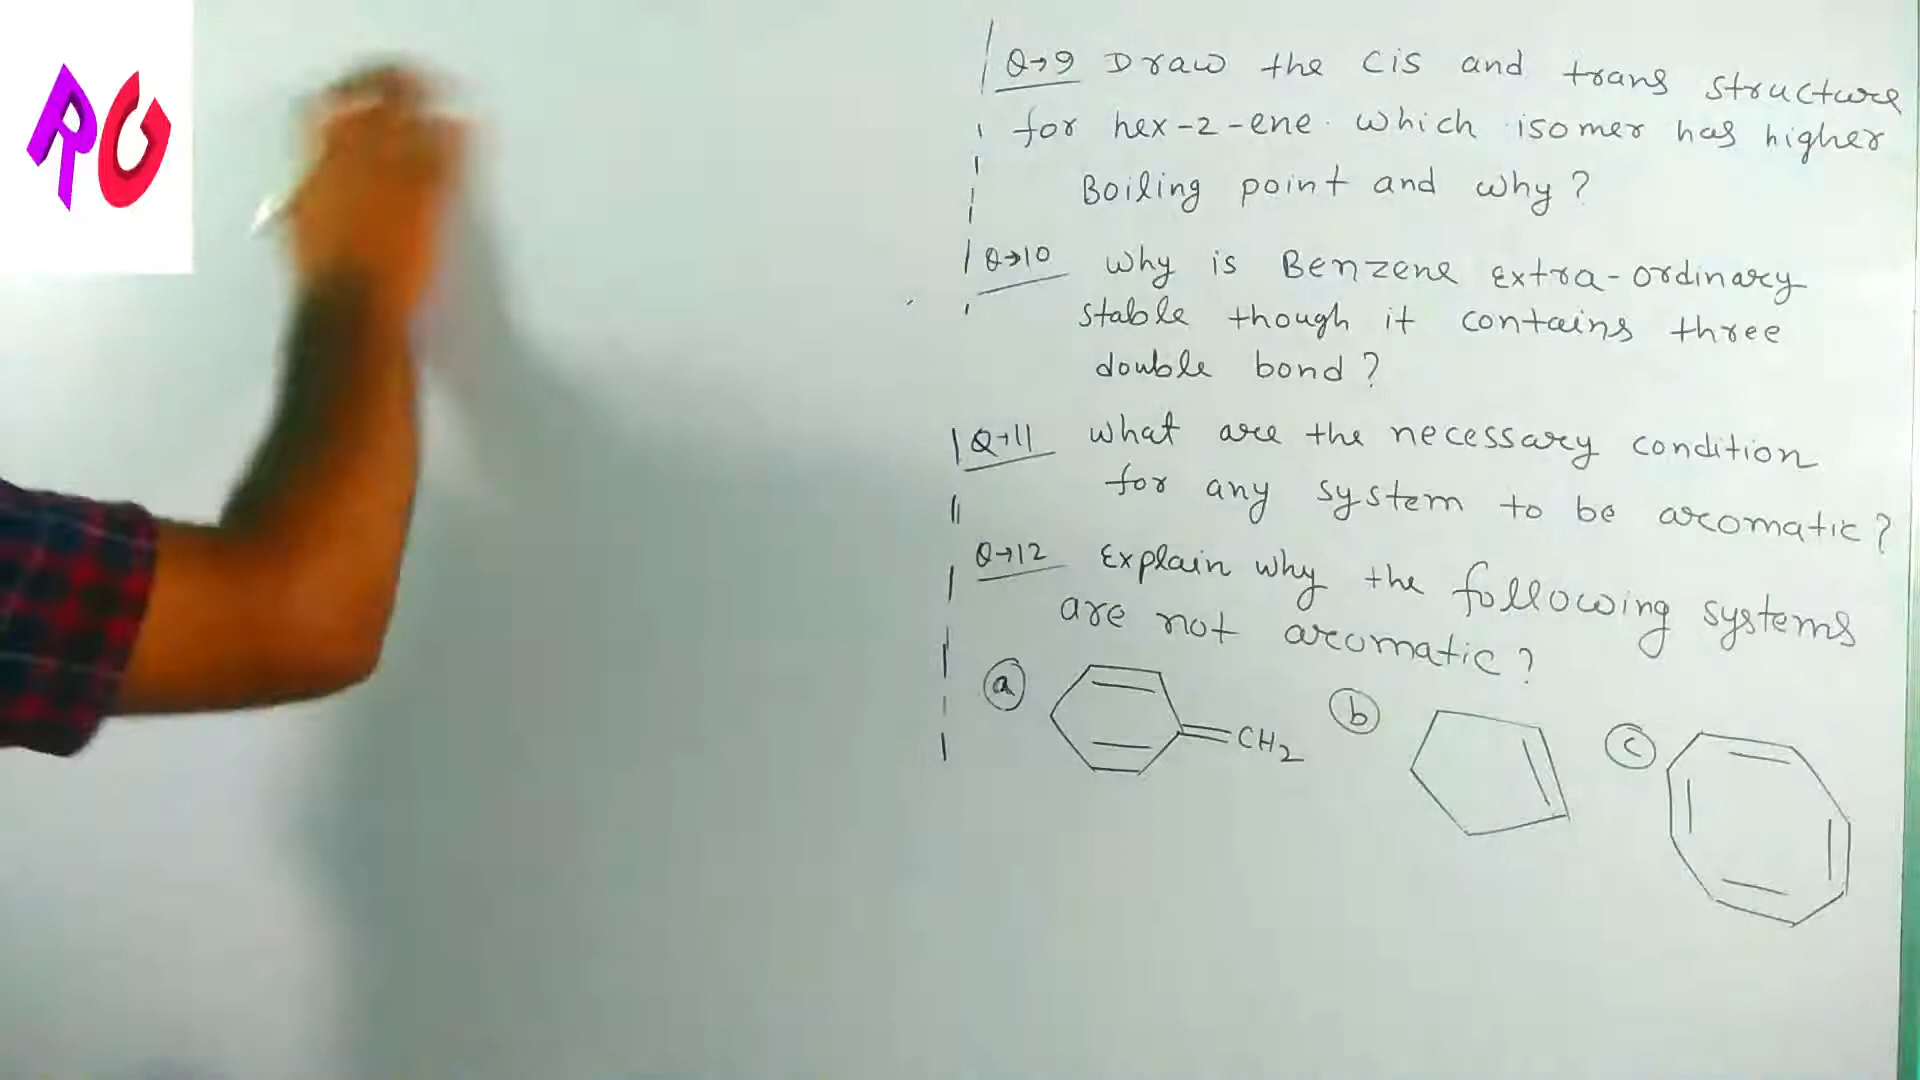 RC
Q→9 Draw the cis and trans structure
for hex-2-ene. which isomer has higher
Boiling point and why?
Q→10 why is Benzene extra-ordinary
stable though it contains three
double bond?
Q→11 what are the necessary condition
for any system to be aromatic?
Q→12 Explain why the following systems
are not aromatic?
a
=CH2
b
c